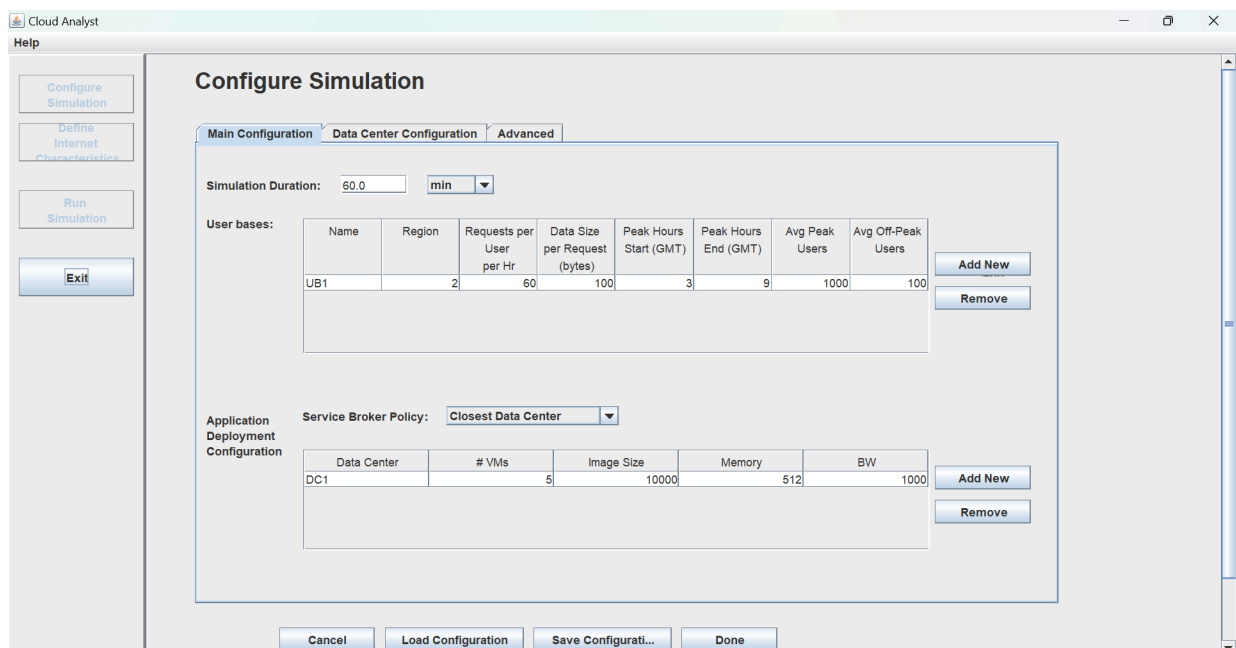 Cloud Analyst
Help
Configure
Simulation
Define
Internet
Characteristics
Run
Simulation
Exit
Configure Simulation
Main Configuration Data Center Configuration Advanced
Simulation Duration: 60.0 min
User bases:
Name Region Requests per User per Hr Data Size per Request (bytes) Peak Hours Start (GMT) Peak Hours End (GMT) Avg Peak Users Avg Off-Peak Users
UB1 2 60 100 3 9 1000 100
Add New
Remove
Application
Deployment
Configuration
Service Broker Policy: Closest Data Center
Data Center # VMs Image Size Memory BW
DC1 5 10000 512 1000
Add New
Remove
Cancel Load Configuration Save Configurati... Done